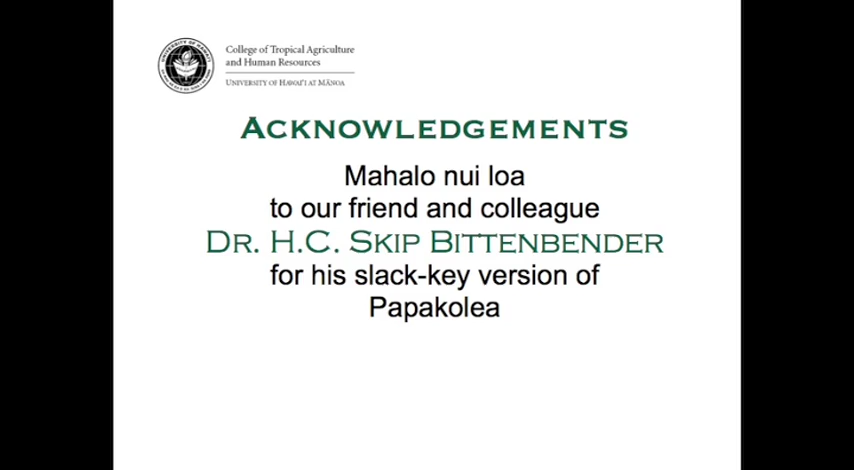 College of Tropical Agriculture
and Human Resources
UNIVERSITY OF HAWAI‘I AT MĀNOA
ACKNOWLEDGEMENTS
Mahalo nui loa
to our friend and colleague
DR. H.C. SKIP BITTENBENDER
for his slack-key version of
Papakolea